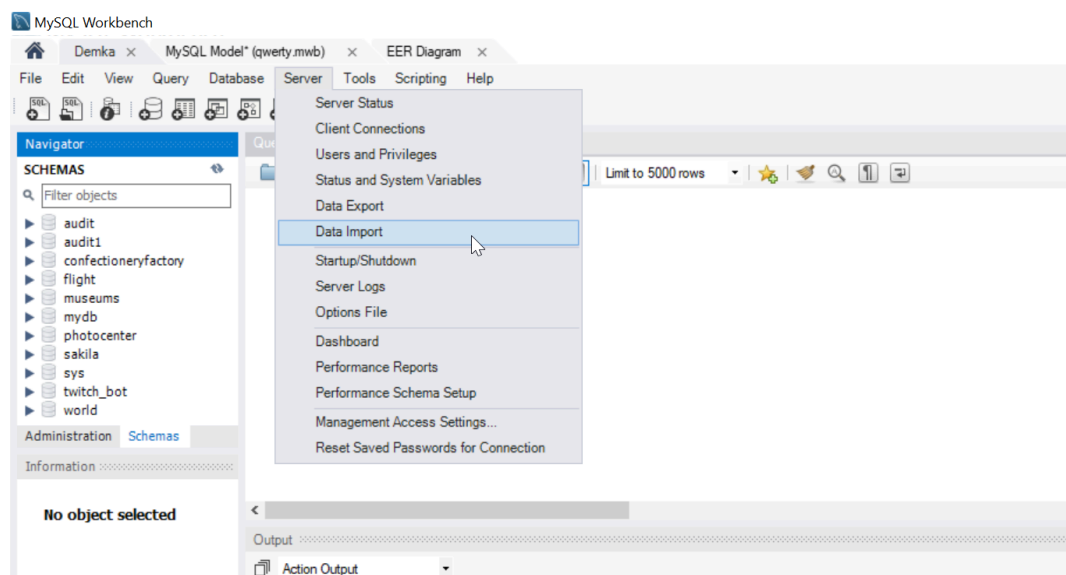 MySQL Workbench
Demka
MySQL Model* (qwerty.mwb)
EER Diagram
File Edit View Query Database Server Tools Scripting Help
SQL SQL
Navigator
SCHEMAS
Filter objects
audit
audit1
confectioneryfactory
flight
museums
mydb
photocenter
sakila
sys
twitch_bot
world
Administration Schemas
Information
No object selected
Server Status
Client Connections
Users and Privileges
Status and System Variables
Data Export
Data Import
Startup/Shutdown
Server Logs
Options File
Dashboard
Performance Reports
Performance Schema Setup
Management Access Settings...
Reset Saved Passwords for Connection
Limit to 5000 rows
Output
Action Output